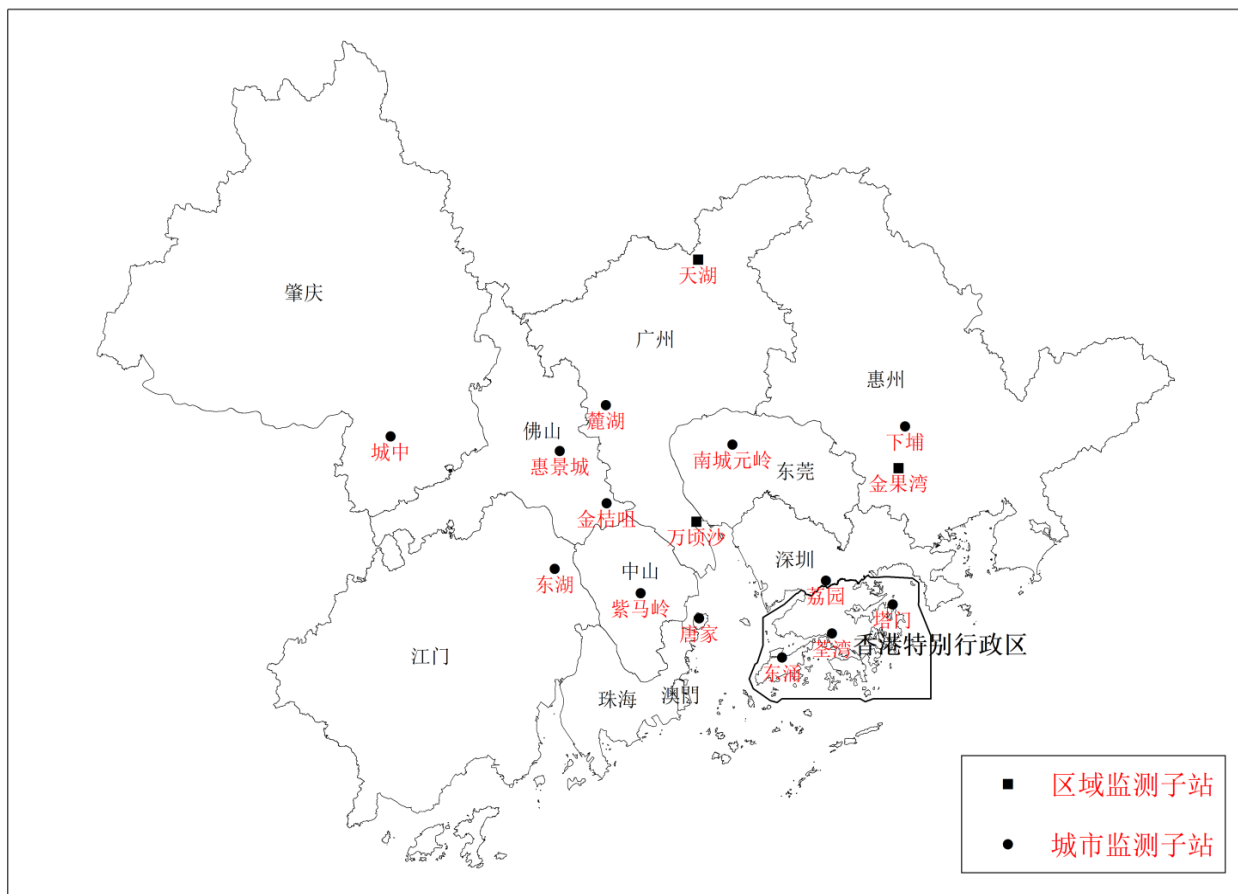 天湖
肇庆
广州
惠州
麓湖
佛山
下埔
城中
惠景城
南城元岭
东莞
金果湾
金桔咀
万顷沙
深圳
中山
东湖
荔园
紫马岭
塔门
唐家
荃湾
香港特别行政区
江门
东涌
珠海
澳門
区域监测子站
城市监测子站